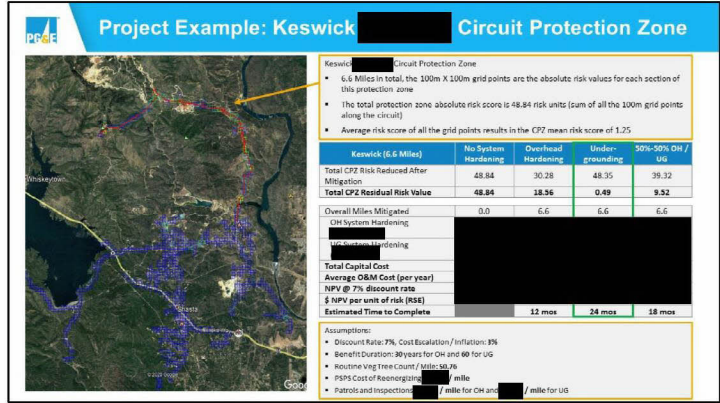 PG&E
Project Example: Keswick Circuit Protection Zone
Keswick Circuit Protection Zone
▪ 6.6 Miles in total, the 100m X 100m grid points are the absolute risk values for each section of
this protection zone
▪ The total protection zone absolute risk score is 48.84 risk units (sum of all the 100m grid points
along the circuit)
▪ Average risk score of all the grid points results in the CPZ mean risk score of 1.25
Keswick (6.6 Miles) No System Hardening Overhead Hardening Under-grounding 50%-50% OH / UG
Total CPZ Risk Reduced After Mitigation 48.84 30.28 48.35 39.32
Total CPZ Residual Risk Value 48.84 18.56 0.49 9.52
Overall Miles Mitigated 0.0 6.6 6.6 6.6
OH System Hardening
UG System Hardening
Total Capital Cost
Average O&M Cost (per year)
NPV @ 7% discount rate
$ NPV per unit of risk (RSE)
Estimated Time to Complete 12 mos 24 mos 18 mos
Assumptions:
▪ Discount Rate: 7%, Cost Escalation / Inflation: 3%
▪ Benefit Duration: 30 years for OH and 60 for UG
▪ Routine Veg Tree Count / Mile: 50.76
▪ PSPS Cost of Reenergizing / mile
▪ Patrols and Inspections / mile for OH and / mile for UG
Whiskeytown
Shasta
Goog